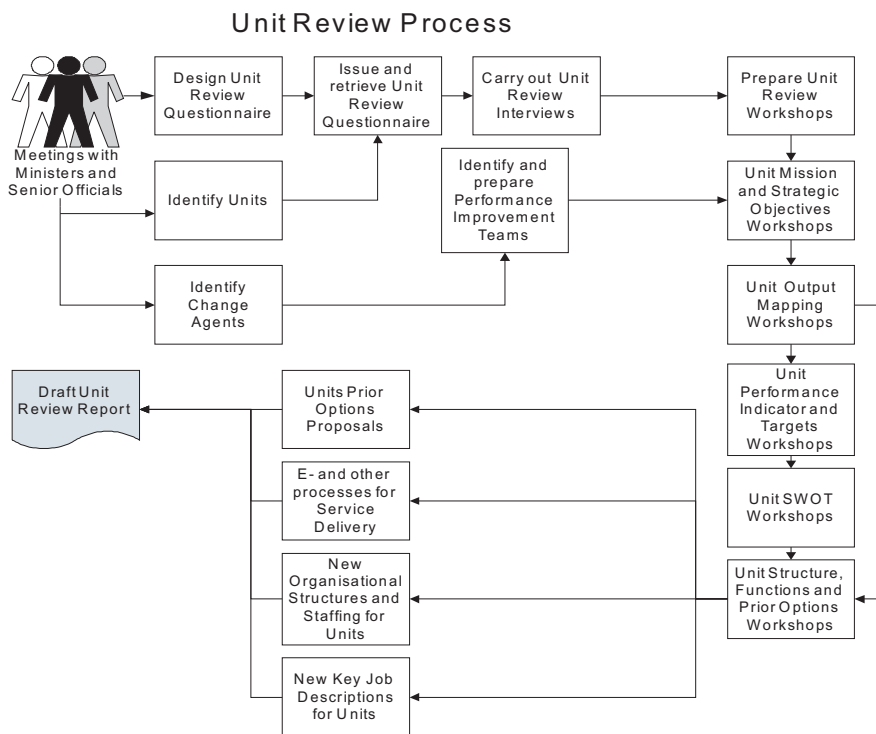 Unit Review Process
Design Unit
Review
Questionnaire
Issue and
retrieve Unit
Review
Questionnaire
Carry out Unit
Review
Interviews
Prepare Unit
Review
Workshops
Meetings with
Ministers and
Senior Officials
Identify Units
Identify and
prepare
Performance
Improvement
Teams
Unit Mission
and Strategic
Objectives
Workshops
Identify
Change
Agents
Unit Output
Mapping
Workshops
Draft Unit
Review Report
Units Prior
Options
Proposals
Unit
Performance
Indicator and
Targets
Workshops
E- and other
processes for
Service
Delivery
Unit SWOT
Workshops
New
Organisational
Structures and
Staffing for
Units
Unit Structure,
Functions and
Prior Options
Workshops
New Key Job
Descriptions
for Units